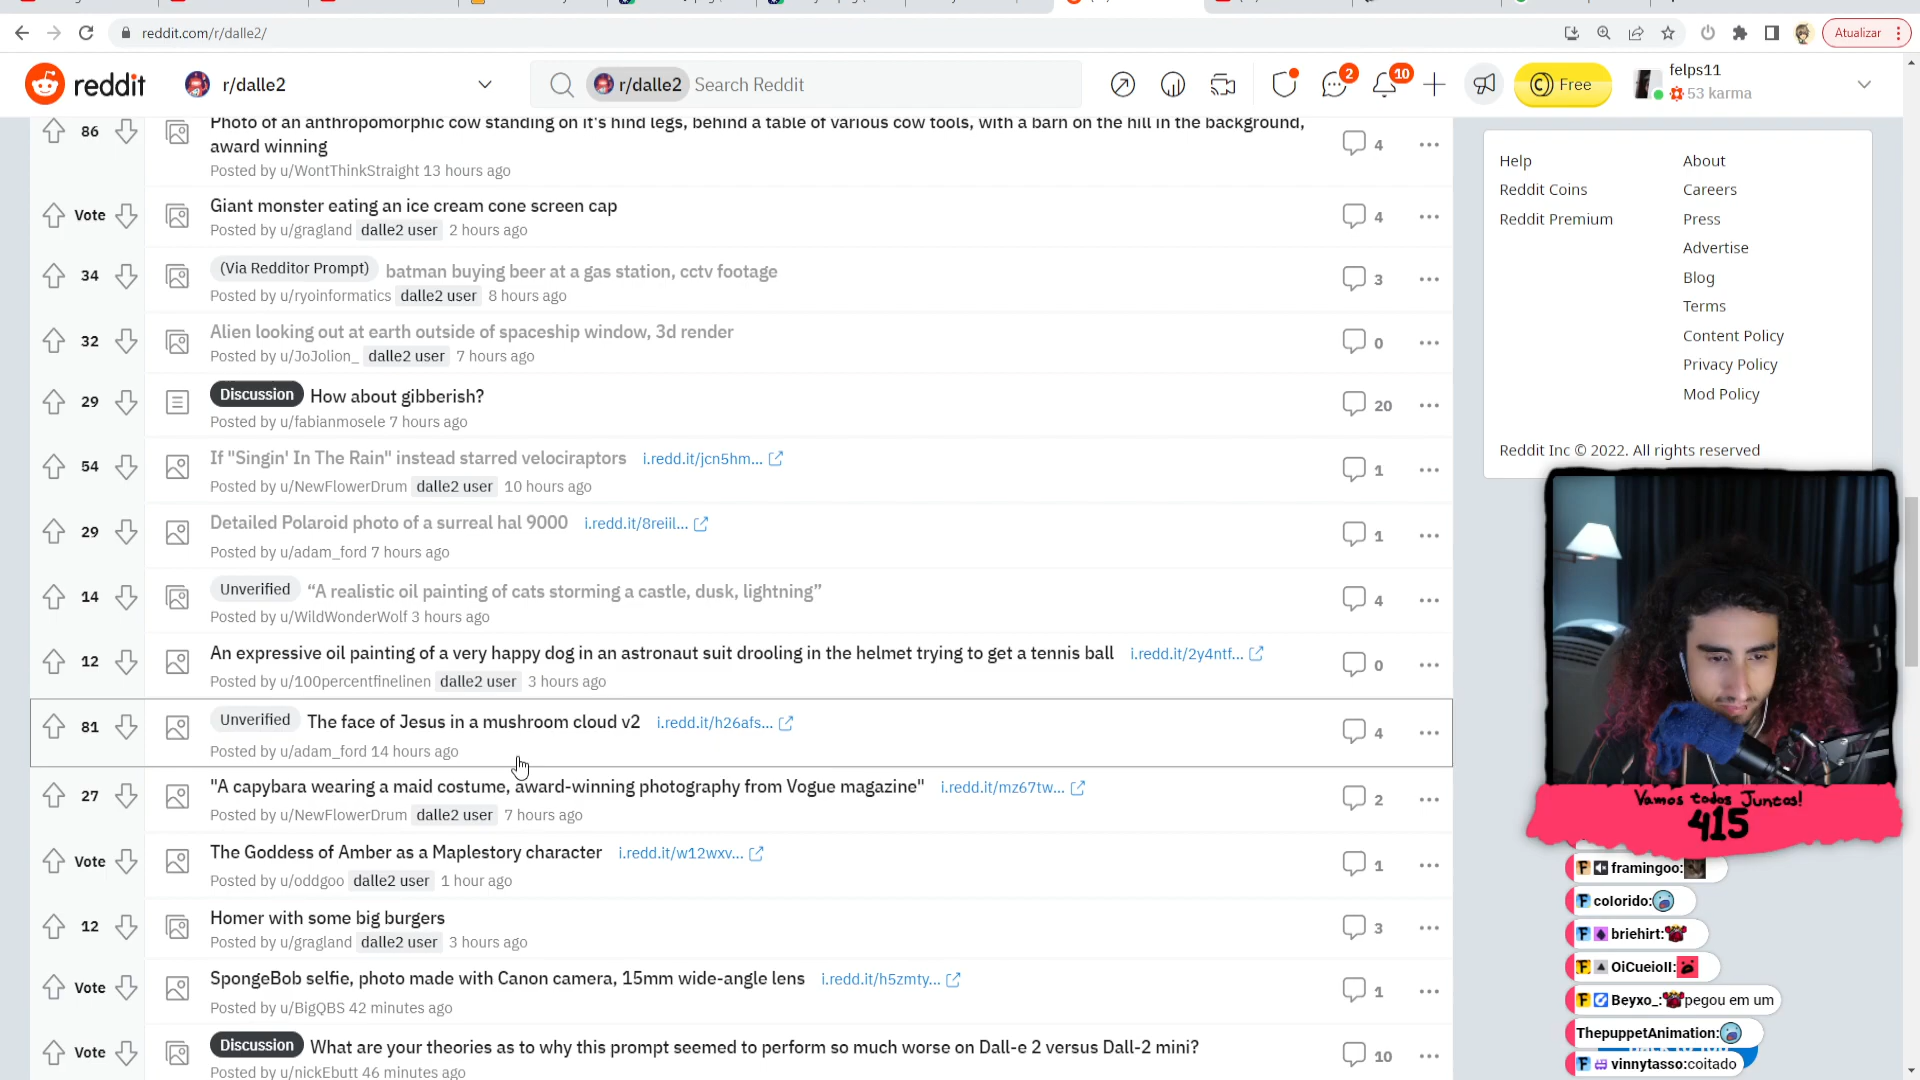 reddit.com/r/dalle2/
Atualizar
reddit
r/dalle2
r/dalle2 Search Reddit
2
10
Free
felps11
53 karma
86
Photo of an anthropomorphic cow standing on it's hind legs, behind a table of various cow tools, with a barn on the hill in the background,
award winning
Posted by u/WontThinkStraight 13 hours ago
4
Vote
Giant monster eating an ice cream cone screen cap
Posted by u/gragland dalle2 user 2 hours ago
4
34
(Via Redditor Prompt) batman buying beer at a gas station, cctv footage
Posted by u/ryoinformatics dalle2 user 8 hours ago
3
32
Alien looking out at earth outside of spaceship window, 3d render
Posted by u/JoJolion_ dalle2 user 7 hours ago
0
29
Discussion How about gibberish?
Posted by u/fabianmosele 7 hours ago
20
54
If "Singin' In The Rain" instead starred velociraptors i.redd.it/jcn5hm...
Posted by u/NewFlowerDrum dalle2 user 10 hours ago
1
29
Detailed Polaroid photo of a surreal hal 9000 i.redd.it/8reiil...
Posted by u/adam_ford 7 hours ago
1
14
Unverified “A realistic oil painting of cats storming a castle, dusk, lightning”
Posted by u/WildWonderWolf 3 hours ago
4
12
An expressive oil painting of a very happy dog in an astronaut suit drooling in the helmet trying to get a tennis ball i.redd.it/2y4ntf...
Posted by u/100percentfinelinen dalle2 user 3 hours ago
0
81
Unverified The face of Jesus in a mushroom cloud v2 i.redd.it/h26afs...
Posted by u/adam_ford 14 hours ago
4
27
"A capybara wearing a maid costume, award-winning photography from Vogue magazine" i.redd.it/mz67tw...
Posted by u/NewFlowerDrum dalle2 user 7 hours ago
2
Vote
The Goddess of Amber as a Maplestory character i.redd.it/w12wxv...
Posted by u/oddgoo dalle2 user 1 hour ago
1
12
Homer with some big burgers
Posted by u/gragland dalle2 user 3 hours ago
3
Vote
SpongeBob selfie, photo made with Canon camera, 15mm wide-angle lens i.redd.it/h5zmty...
Posted by u/BigQBS 42 minutes ago
1
Vote
Discussion What are your theories as to why this prompt seemed to perform so much worse on Dall-e 2 versus Dall-2 mini?
Posted by u/nickEbutt 46 minutes ago
10
Help
About
Reddit Coins
Careers
Reddit Premium
Press
Advertise
Blog
Terms
Content Policy
Privacy Policy
Mod Policy
Reddit Inc © 2022. All rights reserved
Vamos todos Juntos!
415
framingoo:
colorido:
briehirt:
OiCueioII:
Beyxo_: pegou em um
ThepuppetAnimation:
vinnytasso:coitado